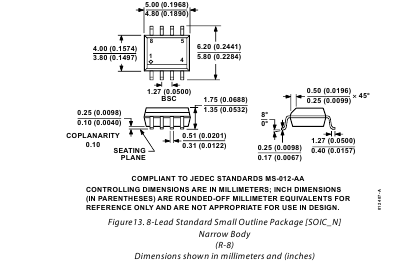 5.00 (0.1968)
4.80 (0.1890)
8 5
1 4
4.00 (0.1574)
3.80 (0.1497)
6.20 (0.2441)
5.80 (0.2284)
1.27 (0.0500)
BSC
1.75 (0.0688)
1.35 (0.0532)
0.25 (0.0098)
0.10 (0.0040)
COPLANARITY
0.10
SEATING
PLANE
0.51 (0.0201)
0.31 (0.0122)
0.50 (0.0196)
0.25 (0.0099)
× 45°
8°
0°
0.25 (0.0098)
0.17 (0.0067)
1.27 (0.0500)
0.40 (0.0157)
COMPLIANT TO JEDEC STANDARDS MS-012-AA
CONTROLLING DIMENSIONS ARE IN MILLIMETERS; INCH DIMENSIONS
(IN PARENTHESES) ARE ROUNDED-OFF MILLIMETER EQUIVALENTS FOR
REFERENCE ONLY AND ARE NOT APPROPRIATE FOR USE IN DESIGN.
012407-A
Figure13. 8-Lead Standard Small Outline Package [SOIC_N]
Narrow Body
(R-8)
Dimensions shown in millimeters and (inches)